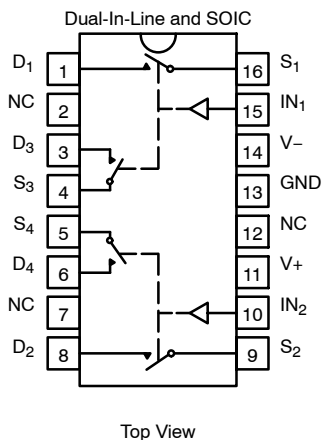 Dual-In-Line and SOIC
D1 1 16 S1
NC 2 15 IN1
D3 3 14 V−
S3 4 13 GND
S4 5 12 NC
D4 6 11 V+
NC 7 10 IN2
D2 8 9 S2
Top View